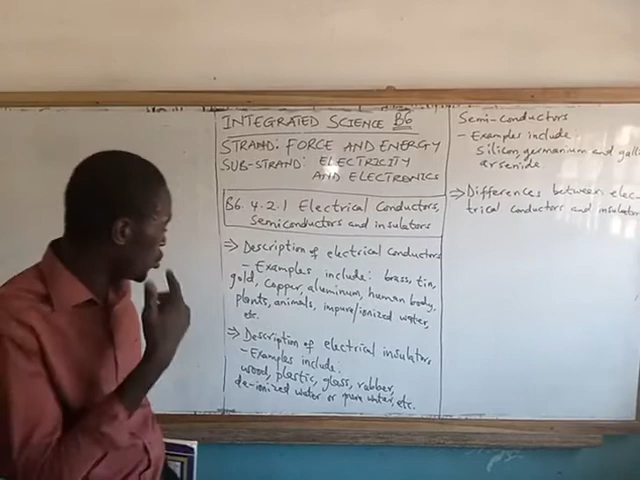 INTEGRATED SCIENCE B6
STRAND: FORCE AND ENERGY
SUB-STRAND: ELECTRICITY
AND ELECTRONICS
B6.4.2.1 Electrical Conductors,
Semiconductors and insulators
⇒ Description of electrical conductors
- Examples include: brass, tin,
gold, copper, aluminum, human body,
plants, animals, impure/ionized water,
etc.
⇒ Description of electrical insulators
- Examples include:
wood, plastic, glass, rubber,
de-ionized water or pure water, etc.
Semi-Conductors
- Examples include:
Silicon, germanium and galli
arsenide
⇒ Differences between elec-
trical conductors and insulator